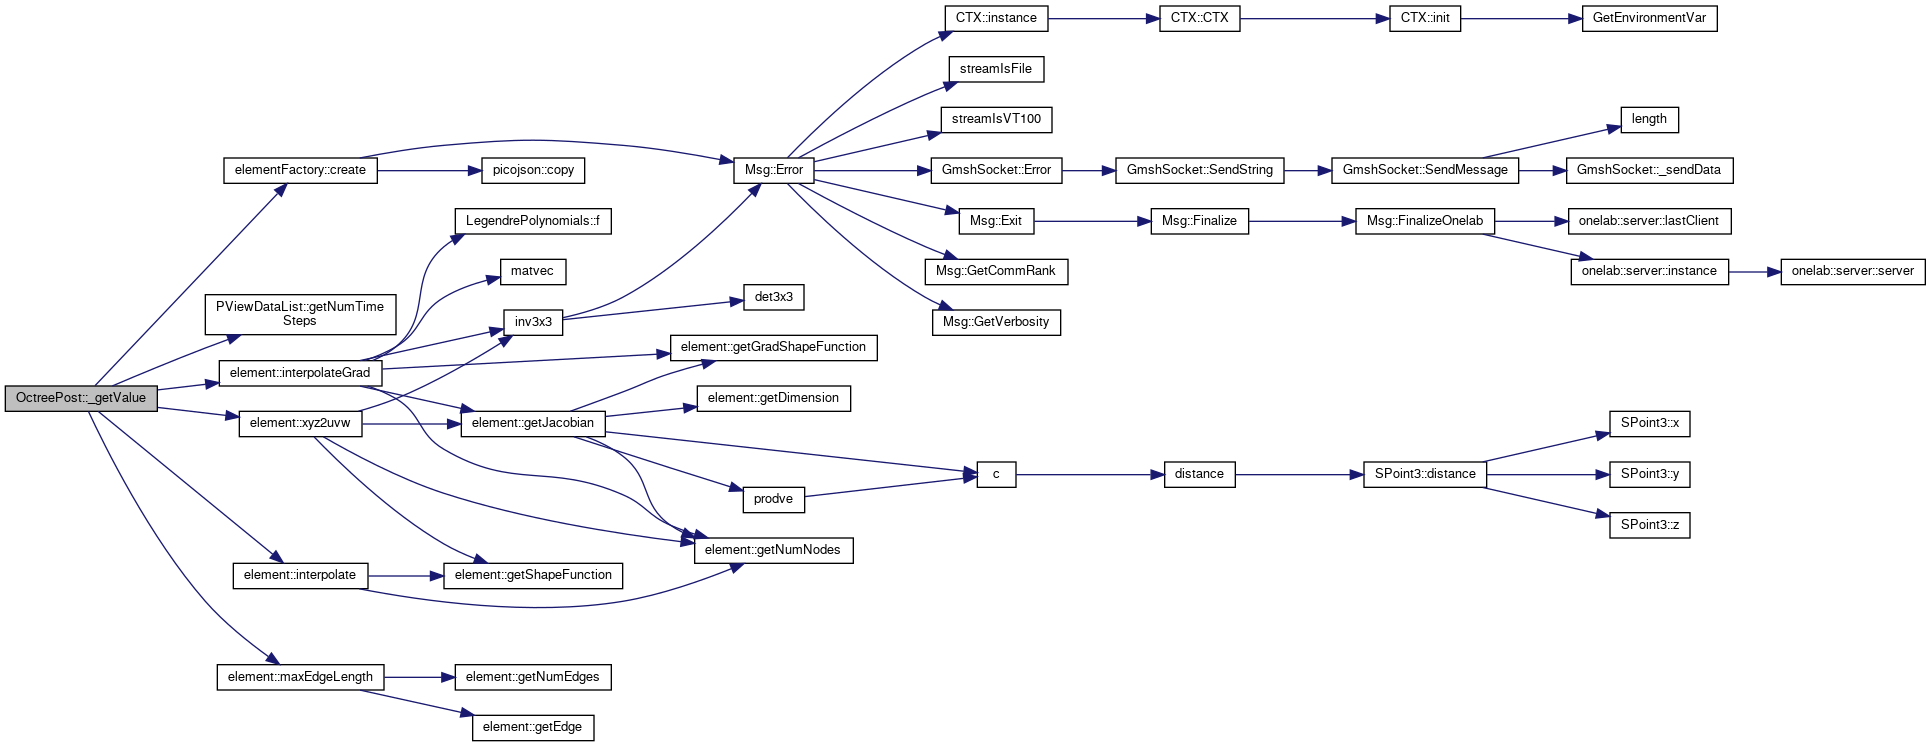 CTX::instance
CTX::CTX
CTX::init
GetEnvironmentVar
streamIsFile
streamIsVT100
length
elementFactory::create
picojson::copy
Msg::Error
GmshSocket::Error
GmshSocket::SendString
GmshSocket::SendMessage
GmshSocket::_sendData
LegendrePolynomials::f
Msg::Exit
Msg::Finalize
Msg::FinalizeOnelab
onelab::server::lastClient
matvec
Msg::GetCommRank
onelab::server::instance
onelab::server::server
PViewDataList::getNumTime
Steps
det3x3
inv3x3
Msg::GetVerbosity
element::getGradShapeFunction
element::interpolateGrad
OctreePost::_getValue
element::getDimension
element::xyz2uvw
element::getJacobian
SPoint3::x
c
distance
SPoint3::distance
SPoint3::y
prodve
SPoint3::z
element::getNumNodes
element::interpolate
element::getShapeFunction
element::maxEdgeLength
element::getNumEdges
element::getEdge